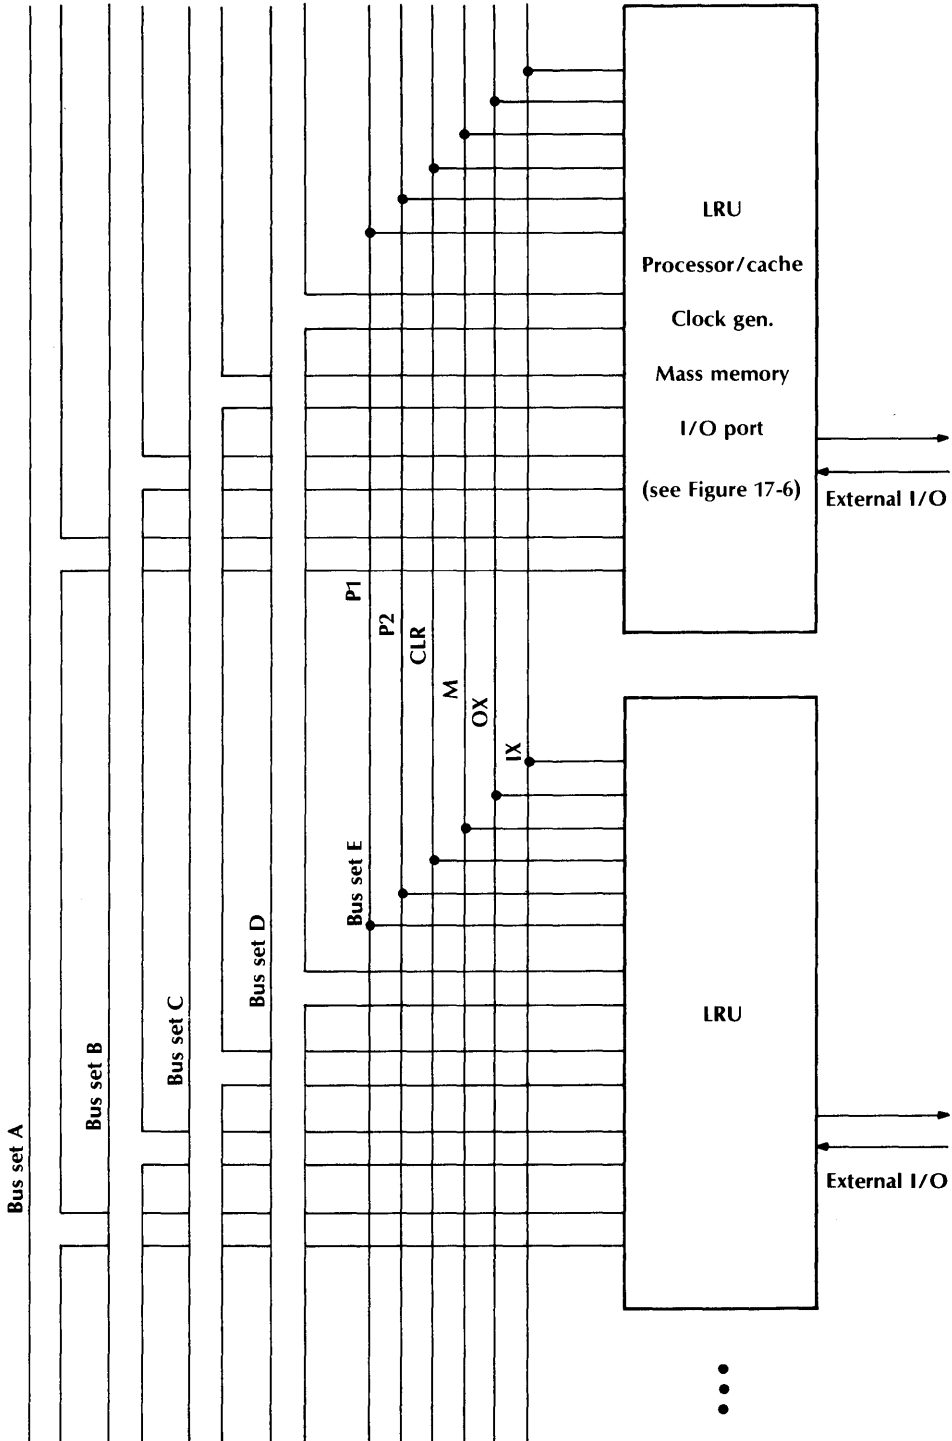 LRU
Processor/cache
Clock gen.
Mass memory
I/O port
(see Figure 17-6)
External I/O
P1
P2
CLR
M
OX
IX
Bus set E
Bus set D
Bus set C
Bus set B
Bus set A
LRU
External I/O